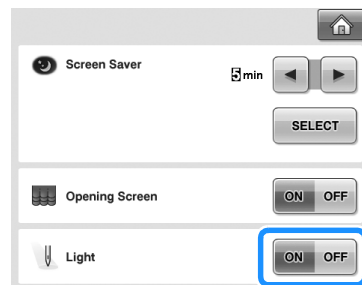 Screen Saver
5 min
SELECT
Opening Screen
ON OFF
Light
ON OFF